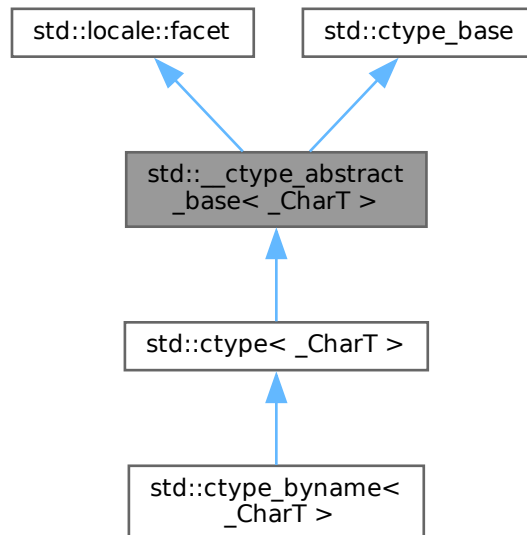 std::locale::facet
std::ctype_base
std::__ctype_abstract
_base< _CharT >
std::ctype< _CharT >
std::ctype_byname<
_CharT >